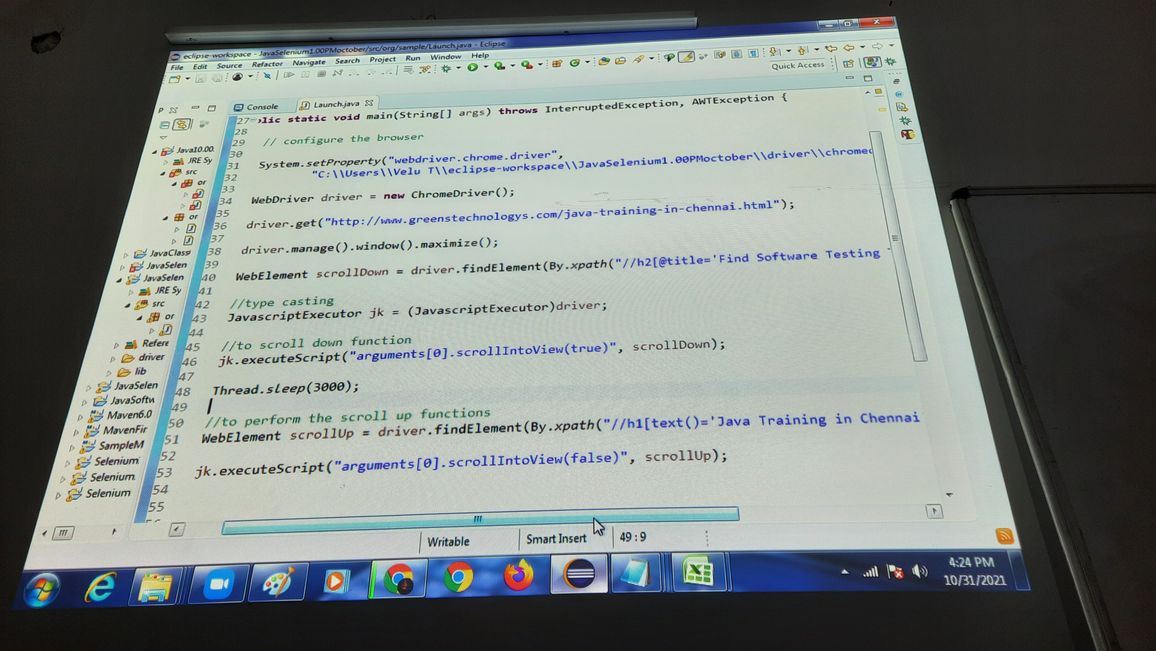 eclipse-workspace - JavaSelenium1.00PMoctober/src/org/sample/Launch.java - Eclipse
File Edit Source Refactor Navigate Search Project Run Window Help
Quick Access
P
Console
Launch.java
Java10.00.
JRE Sy
src
or
or
JavaClass
JavaSelen
JavaSelen
JRE Sy
src
or
Refere
driver
lib
JavaSelen
JavaSoftw
Maven6.0
MavenFir
SampleM
Selenium
Selenium.
Selenium
27 blic static void main(String[] args) throws InterruptedException, AWTException {
28
29 // configure the browser
30
31 System.setProperty("webdriver.chrome.driver",
32 "C:\\Users\\Velu T\\eclipse-workspace\\JavaSelenium1.00PMoctober\\driver\\chromed
33
34 WebDriver driver = new ChromeDriver();
35
36 driver.get("http://www.greenstechnologys.com/java-training-in-chennai.html");
37
38 driver.manage().window().maximize();
39
40 WebElement scrollDown = driver.findElement(By.xpath("//h2[@title='Find Software Testing
41
42 //type casting
43 JavascriptExecutor jk = (JavascriptExecutor)driver;
44
45 //to scroll down function
46 jk.executeScript("arguments[0].scrollIntoView(true)", scrollDown);
47
48 Thread.sleep(3000);
49
50 //to perform the scroll up functions
51 WebElement scrollUp = driver.findElement(By.xpath("//h1[text()='Java Training in Chennai
52
53 jk.executeScript("arguments[0].scrollIntoView(false)", scrollUp);
54
55
Writable
Smart Insert
49 : 9
4:24 PM
10/31/2021